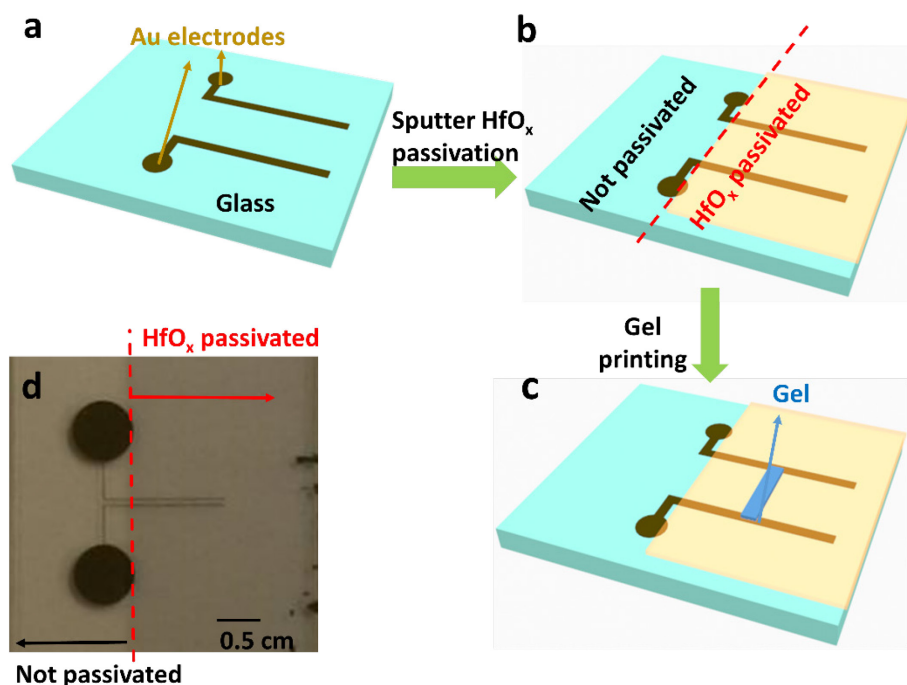 a
Au electrodes
Glass
Sputter HfOₓ
passivation
b
Not passivated
HfOₓ passivated
Gel
printing
c
Gel
d
HfOₓ passivated
0.5 cm
Not passivated